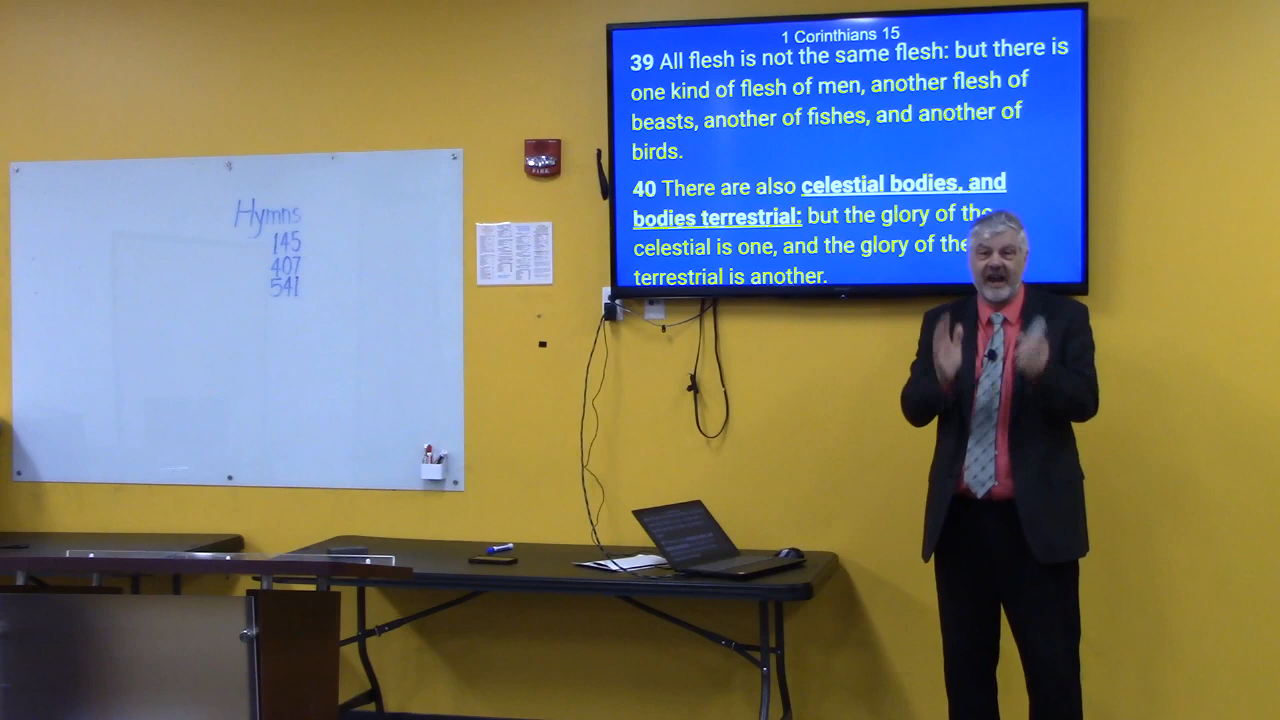 1 Corinthians 15
39 All flesh is not the same flesh: but there is
one kind of flesh of men, another flesh of
beasts, another of fishes, and another of
birds.
40 There are also celestial bodies, and
bodies terrestrial: but the glory of the
celestial is one, and the glory of the
terrestrial is another.
Hymns
145
407
541
FIRE